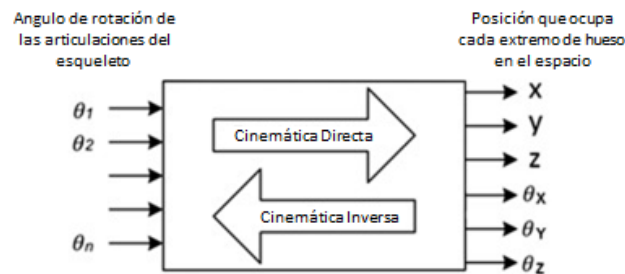 Angulo de rotación de
las articulaciones del
esqueleto
Posición que ocupa
cada extremo de hueso
en el espacio
θ1
θ2
θn
Cinemática Directa
Cinemática Inversa
X
y
z
θX
θY
θZ